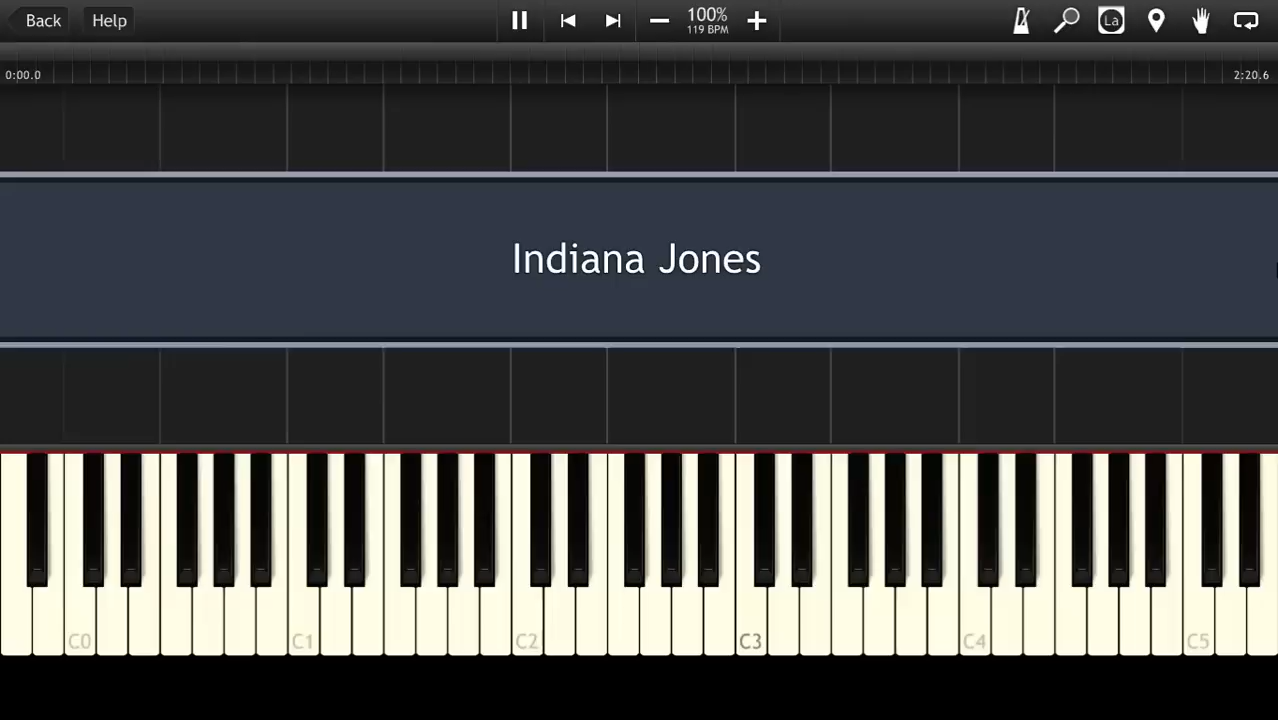 Back Help 100% La
119 BPM
0:00.0 2:20.6
Indiana Jones
C0 C1 C2 C3 C4 C5